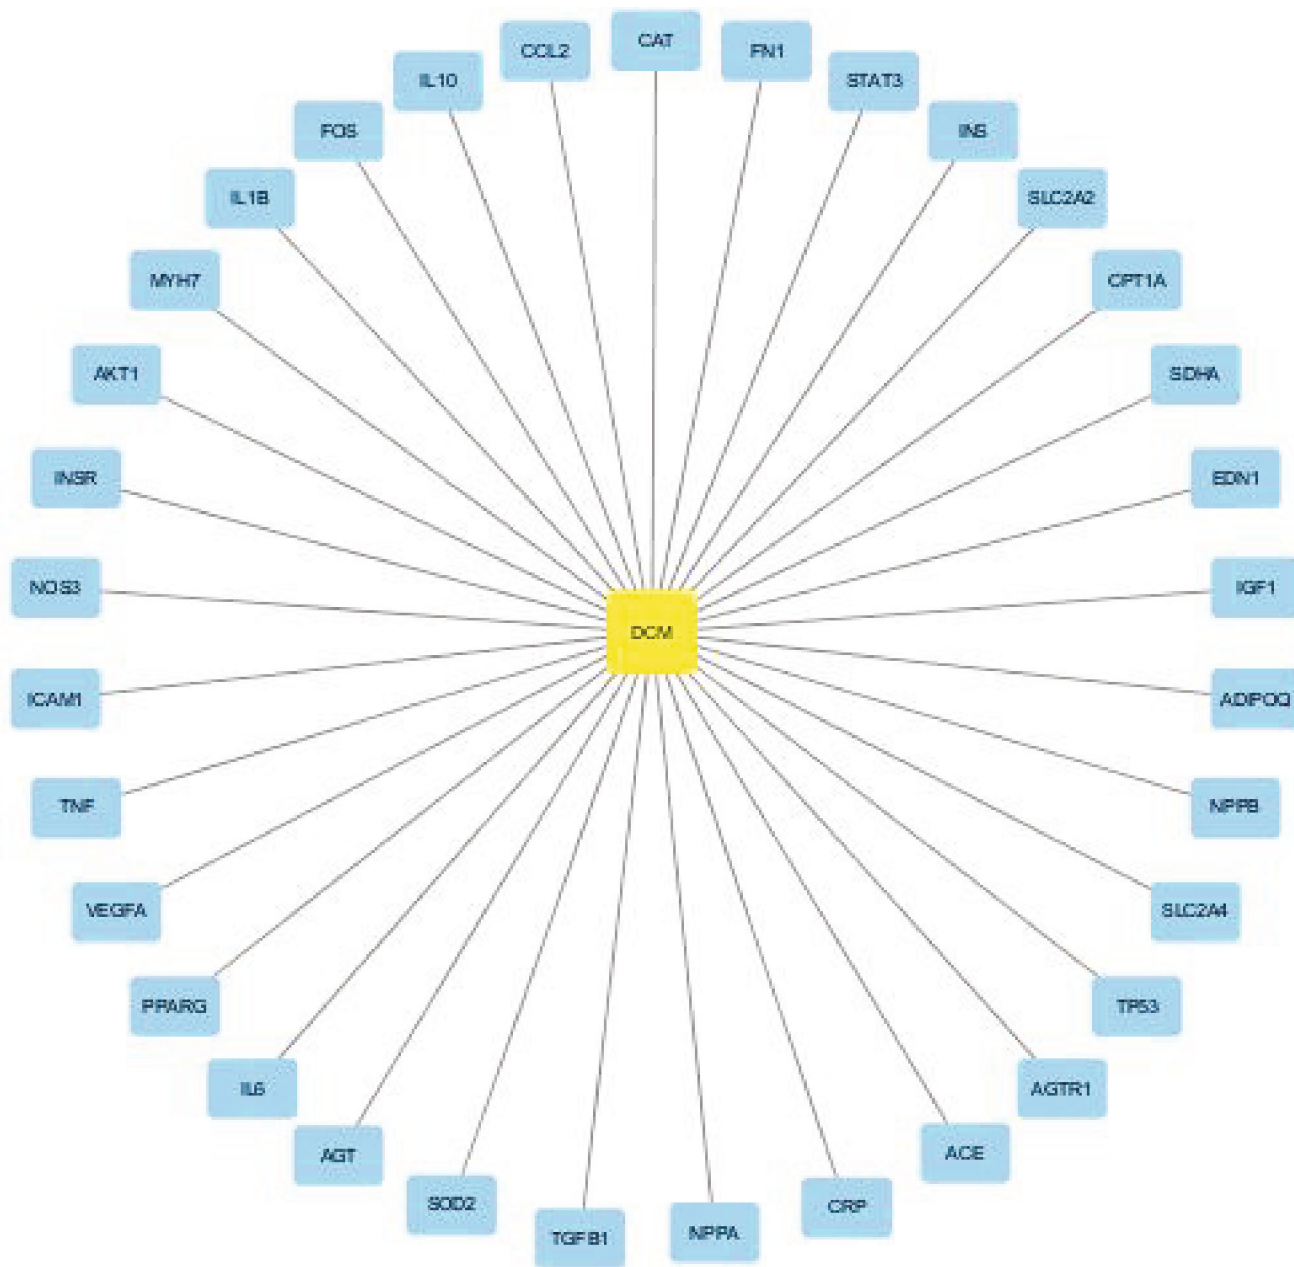 CAT
CCL2
FN1
IL10
STAT3
FOS
INS
IL1B
SLC2A2
MYH7
CPT1A
AKT1
SDHA
INSR
EDN1
NOS3
IGF1
DCM
ICAM1
ADIPOQ
TNF
NPPB
VEGFA
SLC2A4
PPARG
TP53
IL6
AGTR1
AGT
ACE
SOD2
CRP
TGFB1
NPPA